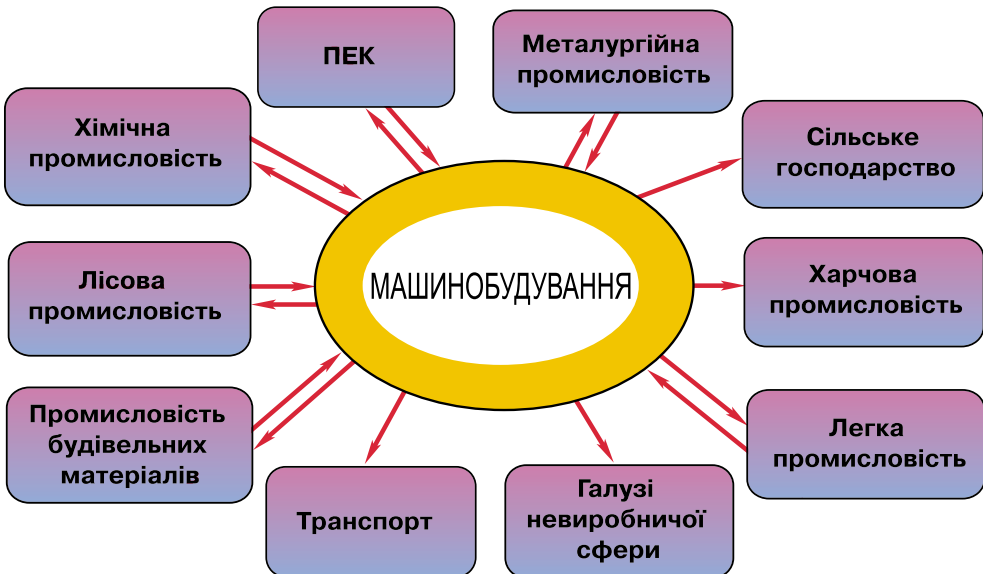 ПЕК
Металургійна
промисловість
Хімічна
промисловість
Сільське
господарство
МАШИНОБУДУВАННЯ
Лісова
промисловість
Харчова
промисловість
Промисловість
будівельних
матеріалів
Легка
промисловість
Транспорт
Галузі
невиробничої
сфери